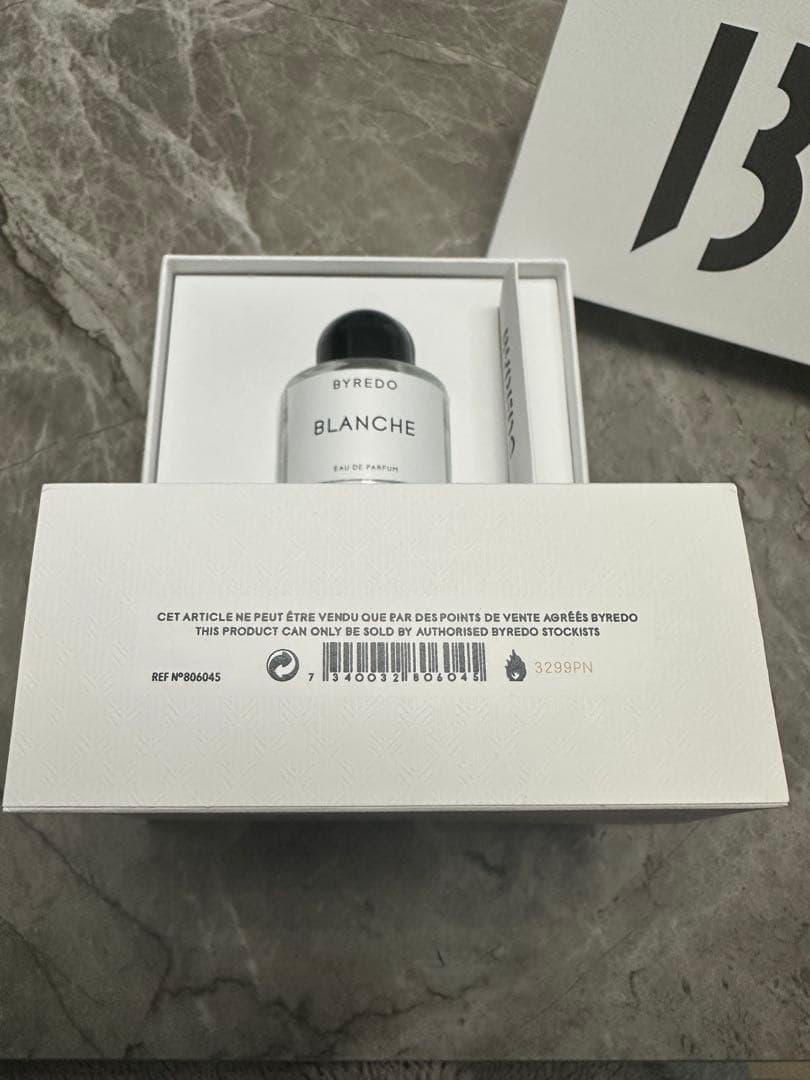 B
BYREDO
BLANCHE
EAU DE PARFUM
CET ARTICLE NE PEUT ÊTRE VENDU QUE PAR DES POINTS DE VENTE AGRÉÉS BYREDO
THIS PRODUCT CAN ONLY BE SOLD BY AUTHORISED BYREDO STOCKISTS
REF Nº806045
7 340032 806045
3299PN